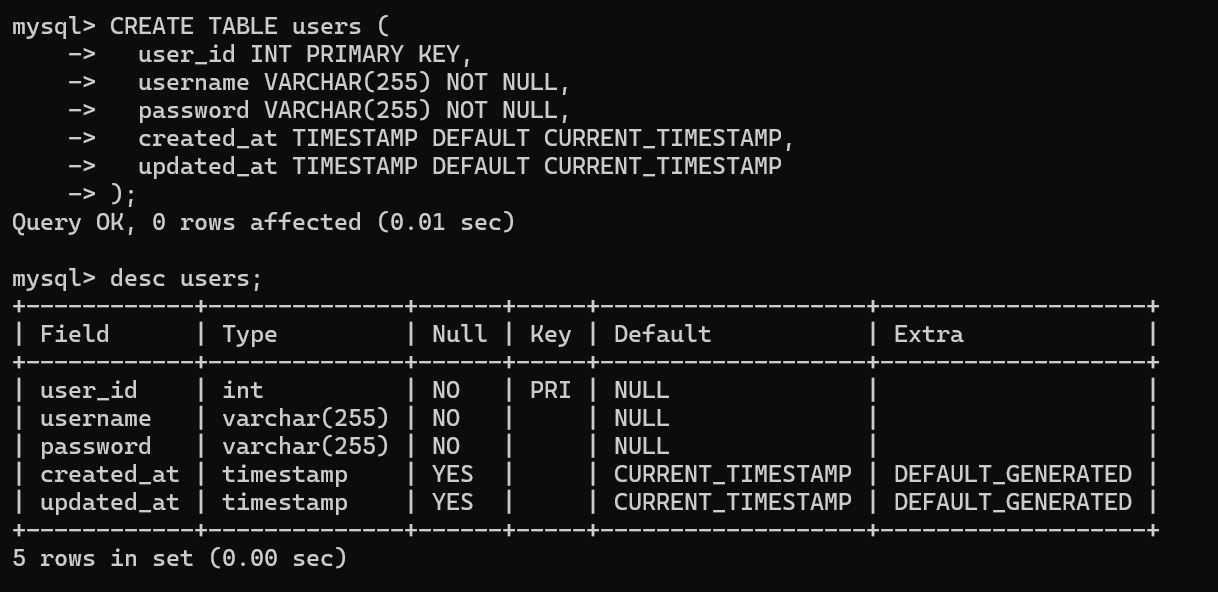 mysql> CREATE TABLE users (
    ->   user_id INT PRIMARY KEY,
    ->   username VARCHAR(255) NOT NULL,
    ->   password VARCHAR(255) NOT NULL,
    ->   created_at TIMESTAMP DEFAULT CURRENT_TIMESTAMP,
    ->   updated_at TIMESTAMP DEFAULT CURRENT_TIMESTAMP
    -> );
Query OK, 0 rows affected (0.01 sec)

mysql> desc users;
+------------+--------------+------+-----+-------------------+-------------------+
| Field      | Type         | Null | Key | Default           | Extra             |
+------------+--------------+------+-----+-------------------+-------------------+
| user_id    | int          | NO   | PRI | NULL              |                   |
| username   | varchar(255) | NO   |     | NULL              |                   |
| password   | varchar(255) | NO   |     | NULL              |                   |
| created_at | timestamp    | YES  |     | CURRENT_TIMESTAMP | DEFAULT_GENERATED |
| updated_at | timestamp    | YES  |     | CURRENT_TIMESTAMP | DEFAULT_GENERATED |
+------------+--------------+------+-----+-------------------+-------------------+
5 rows in set (0.00 sec)